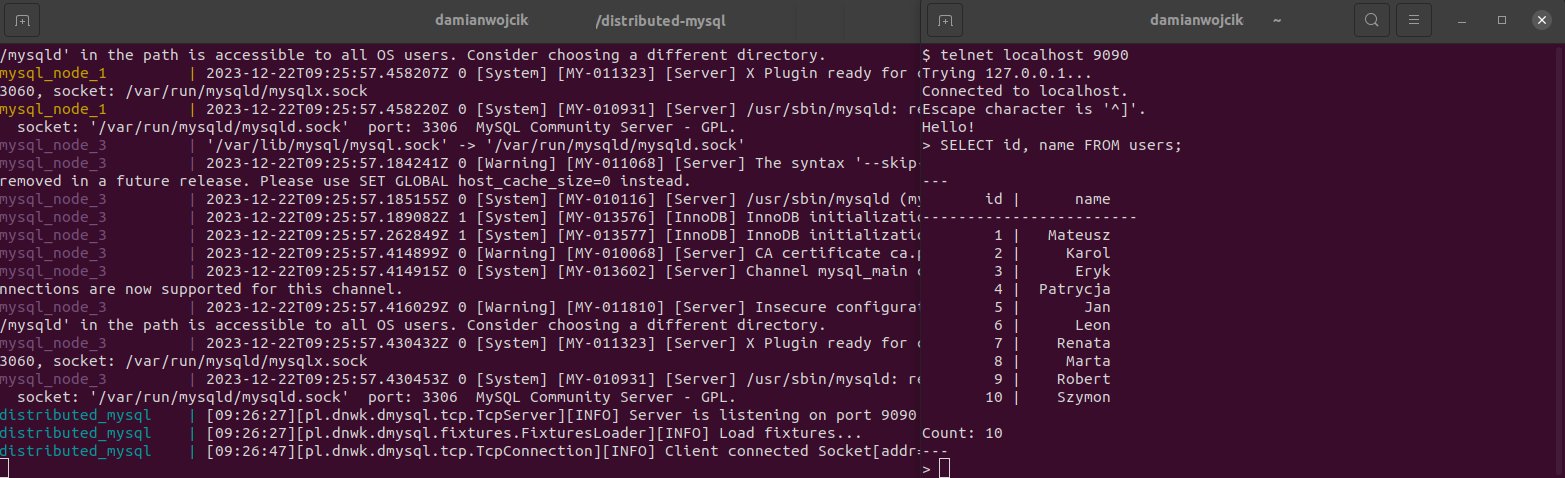 damianwojcik /distributed-mysql
/mysqld' in the path is accessible to all OS users. Consider choosing a different directory.
mysql_node_1 | 2023-12-22T09:25:57.458207Z 0 [System] [MY-011323] [Server] X Plugin ready for
3060, socket: /var/run/mysqld/mysqlx.sock
mysql_node_1 | 2023-12-22T09:25:57.458220Z 0 [System] [MY-010931] [Server] /usr/sbin/mysqld: re
socket: '/var/run/mysqld/mysqld.sock' port: 3306 MySQL Community Server - GPL.
mysql_node_3 | '/var/lib/mysql/mysql.sock' -> '/var/run/mysqld/mysqld.sock'
mysql_node_3 | 2023-12-22T09:25:57.184241Z 0 [Warning] [MY-011068] [Server] The syntax '--skip-
removed in a future release. Please use SET GLOBAL host_cache_size=0 instead.
mysql_node_3 | 2023-12-22T09:25:57.185155Z 0 [System] [MY-010116] [Server] /usr/sbin/mysqld (my
mysql_node_3 | 2023-12-22T09:25:57.189082Z 1 [System] [MY-013576] [InnoDB] InnoDB initializatio
mysql_node_3 | 2023-12-22T09:25:57.262849Z 1 [System] [MY-013577] [InnoDB] InnoDB initializatio
mysql_node_3 | 2023-12-22T09:25:57.414899Z 0 [Warning] [MY-010068] [Server] CA certificate ca.p
mysql_node_3 | 2023-12-22T09:25:57.414915Z 0 [System] [MY-013602] [Server] Channel mysql_main
nnections are now supported for this channel.
mysql_node_3 | 2023-12-22T09:25:57.416029Z 0 [Warning] [MY-011810] [Server] Insecure configurat
/mysqld' in the path is accessible to all OS users. Consider choosing a different directory.
mysql_node_3 | 2023-12-22T09:25:57.430432Z 0 [System] [MY-011323] [Server] X Plugin ready for
3060, socket: /var/run/mysqld/mysqlx.sock
mysql_node_3 | 2023-12-22T09:25:57.430453Z 0 [System] [MY-010931] [Server] /usr/sbin/mysqld: re
socket: '/var/run/mysqld/mysqld.sock' port: 3306 MySQL Community Server - GPL.
distributed_mysql | [09:26:27][pl.dnwk.dmysql.tcp.TcpServer][INFO] Server is listening on port 9090
distributed_mysql | [09:26:27][pl.dnwk.dmysql.fixtures.FixturesLoader][INFO] Load fixtures...
distributed_mysql | [09:26:47][pl.dnwk.dmysql.tcp.TcpConnection][INFO] Client connected Socket[addr=
damianwojcik ~
$ telnet localhost 9090
Trying 127.0.0.1...
Connected to localhost.
Escape character is '^]'.
Hello!
> SELECT id, name FROM users;
---
id | name
------------------------
1 | Mateusz
2 | Karol
3 | Eryk
4 | Patrycja
5 | Jan
6 | Leon
7 | Renata
8 | Marta
9 | Robert
10 | Szymon
Count: 10
---
>